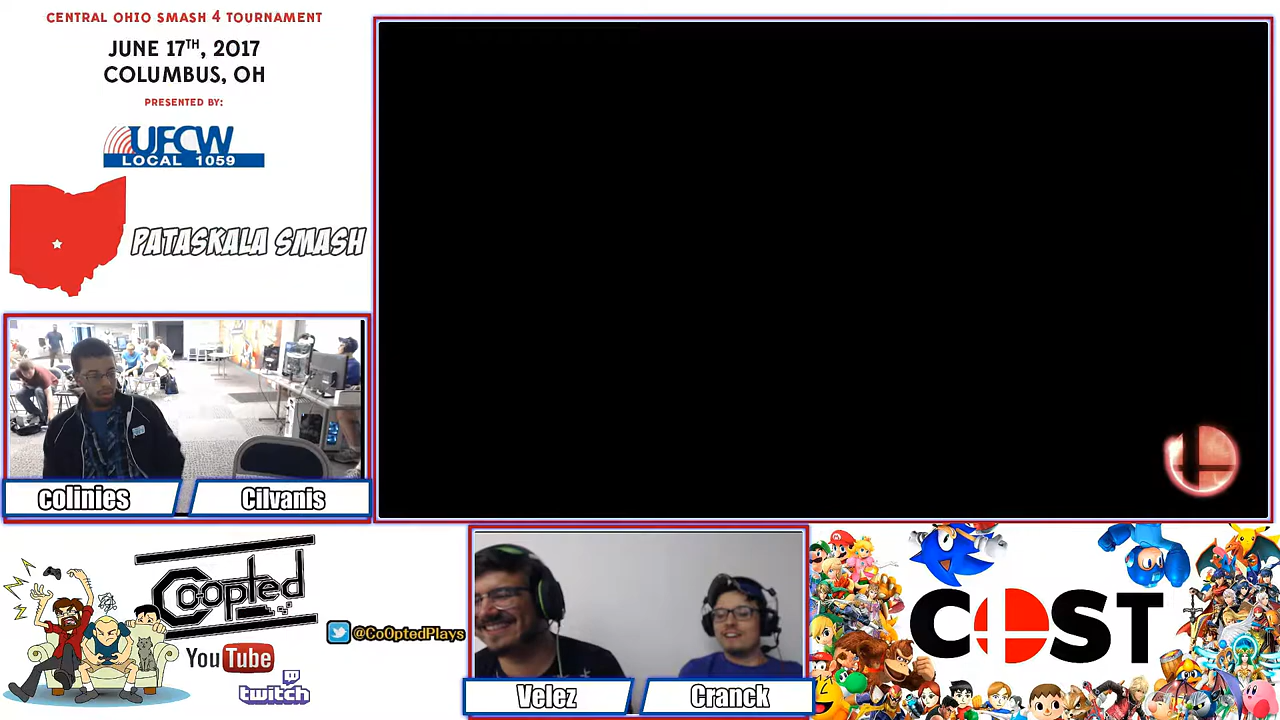 CENTRAL OHIO SMASH 4 TOURNAMENT
JUNE 17TH, 2017
COLUMBUS, OH
PRESENTED BY:
UFCW
LOCAL 1059
PATASKALA SMASH
colinies
Cilvanis
Coopted
YouTube
twitch
@CoOptedPlays
Velez
Cranck
COST